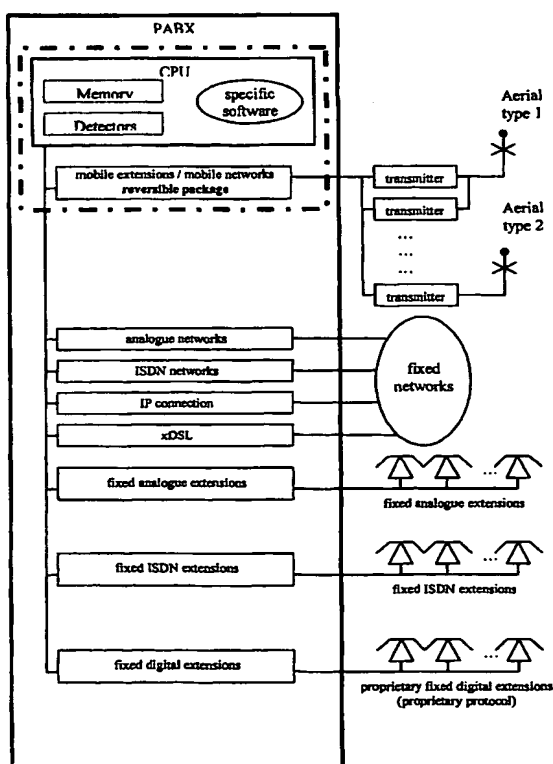 PABX
CPU
Memory
specific
software
Detectors
mobile extensions / mobile networks
reversible package
transmitter
transmitter
...
...
transmitter
Aerial
type 1
Aerial
type 2
analogue networks
ISDN networks
IP connection
xDSL
fixed
networks
fixed analogue extensions
...
fixed analogue extensions
fixed ISDN extensions
...
fixed ISDN extensions
fixed digital extensions
...
proprietary fixed digital extensions
(proprietary protocol)